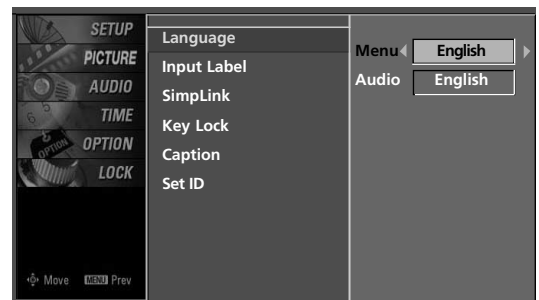 SETUP
PICTURE
AUDIO
TIME
OPTION
LOCK
Move MENU Prev
Language
Input Label
SimpLink
Key Lock
Caption
Set ID
Menu English
Audio English